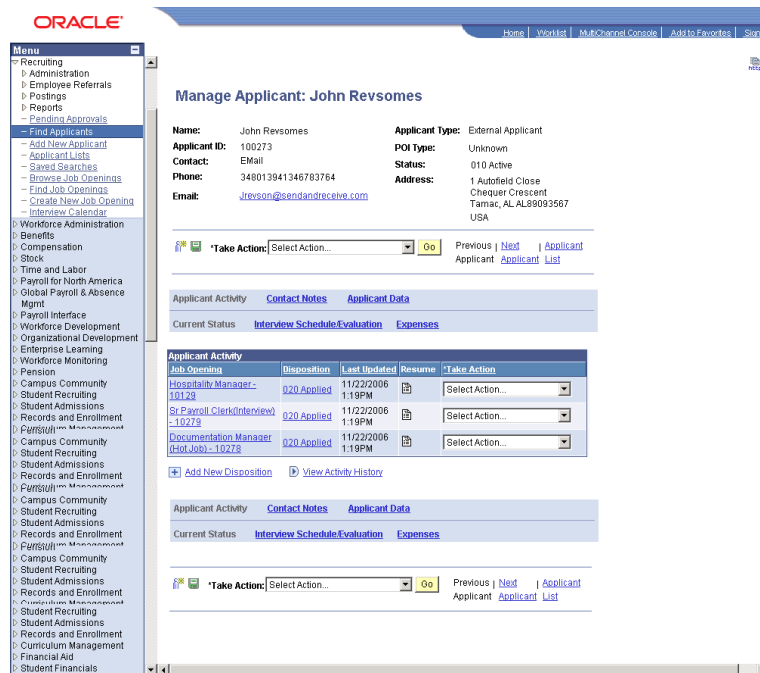 ORACLE'
Home | Worklist | MultiChannel Console | Add to Favorites | Sign
Menu
Recruiting
Administration
Employee Referrals
Postings
Reports
– Pending Approvals
– Find Applicants
– Add New Applicant
– Applicant Lists
– Saved Searches
– Browse Job Openings
– Find Job Openings
– Create New Job Opening
– Interview Calendar
Workforce Administration
Benefits
Compensation
Stock
Time and Labor
Payroll for North America
Global Payroll & Absence
Mgmt
Payroll Interface
Workforce Development
Organizational Development
Enterprise Learning
Workforce Monitoring
Pension
Campus Community
Student Recruiting
Student Admissions
Records and Enrollment
Campus Community
Student Recruiting
Student Admissions
Records and Enrollment
Campus Community
Student Recruiting
Student Admissions
Records and Enrollment
Campus Community
Student Recruiting
Student Admissions
Records and Enrollment
Curriculum Management
Student Recruiting
Student Admissions
Records and Enrollment
Curriculum Management
Financial Aid
Student Financials
http
Manage Applicant: John Revsomes
Name: John Revsomes Applicant Type: External Applicant
Applicant ID: 100273 POI Type: Unknown
Contact: EMail Status: 010 Active
Phone: 348013941346783764 Address: 1 Autofield Close
Chequer Crescent
Email: Jrevson@sendandreceive.com Tamac, AL AL89093567
USA
*Take Action: Select Action... Go Previous | Next | Applicant
Applicant Applicant List
Applicant Activity Contact Notes Applicant Data
Current Status Interview Schedule/Evaluation Expenses
Applicant Activity
Job Opening Disposition Last Updated Resume *Take Action
Hospitality Manager - 11/22/2006
10129 020 Applied 1:19PM Select Action...
Sr Payroll Clerk(Interview) 11/22/2006
- 10279 020 Applied 1:19PM Select Action...
Documentation Manager 11/22/2006
(Hot Job) - 10278 020 Applied 1:19PM Select Action...
Add New Disposition View Activity History
Applicant Activity Contact Notes Applicant Data
Current Status Interview Schedule/Evaluation Expenses
*Take Action: Select Action... Go Previous | Next | Applicant
Applicant Applicant List